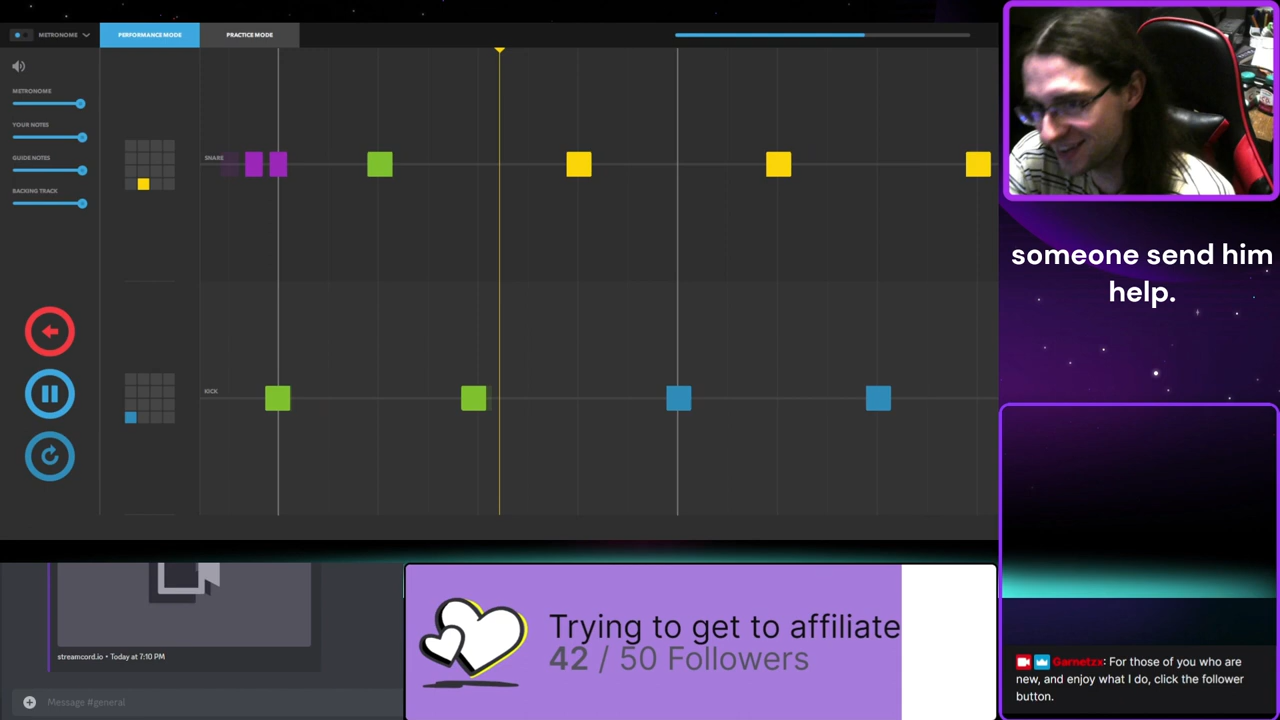 METRONOME
PERFORMANCE MODE
PRACTICE MODE
METRONOME
YOUR NOTES
GUIDE NOTES
BACKING TRACK
SNARE
KICK
someone send him
help.
streamcord.io • Today at 7:10 PM
Message #general
Trying to get to affiliate
42 / 50 Followers
Garnetzx: For those of you who are
new, and enjoy what I do, click the follower
button.